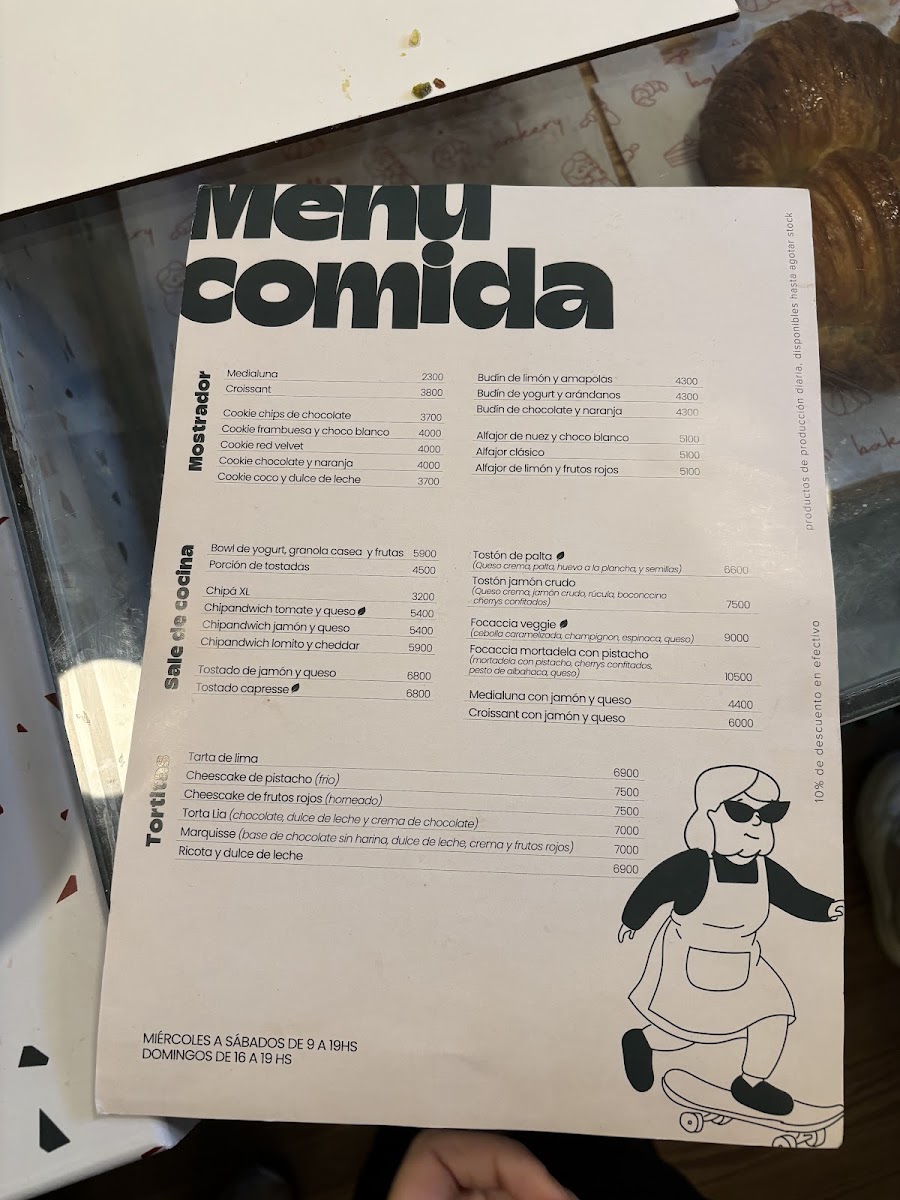 Menu
comida
Mostrador
Medialuna 2300
Croissant 3800
Cookie chips de chocolate 3700
Cookie frambuesa y choco blanco 4000
Cookie red velvet 4000
Cookie chocolate y naranja 4000
Cookie coco y dulce de leche 3700
Budín de limón y amapolas 4300
Budín de yogurt y arándanos 4300
Budín de chocolate y naranja 4300
Alfajor de nuez y choco blanco 5100
Alfajor clásico 5100
Alfajor de limón y frutos rojos 5100
Sale de cocina
Bowl de yogurt, granola casea y frutas 5900
Porción de tostadas 4500
Chipá XL 3200
Chipandwich tomate y queso 5400
Chipandwich jamón y queso 5400
Chipandwich lomito y cheddar 5900
Tostado de jamón y queso 6800
Tostado capresse 6800
Tostón de palta
(Queso crema, palta, huevo a la plancha, y semillas) 6600
Tostón jamón crudo
(Queso crema, jamón crudo, rúcula, boconccino
cherrys confitados) 7500
Focaccia veggie
(cebolla caramelizada, champignon, espinaca, queso) 9000
Focaccia mortadela con pistacho
(mortadela con pistacho, cherrys confitados,
pesto de albahaca, queso) 10500
Medialuna con jamón y queso 4400
Croissant con jamón y queso 6000
Tortitas
Tarta de lima 6900
Cheescake de pistacho (frío) 7500
Cheescake de frutos rojos (horneado) 7500
Torta Lia (chocolate, dulce de leche y crema de chocolate) 7000
Marquisse (base de chocolate sin harina, dulce de leche, crema y frutos rojos) 7000
Ricota y dulce de leche 6900
MIÉRCOLES A SÁBADOS DE 9 A 19HS
DOMINGOS DE 16 A 19 HS
productos de producción diaria, disponibles hasta agotar stock
10% de descuento en efectivo